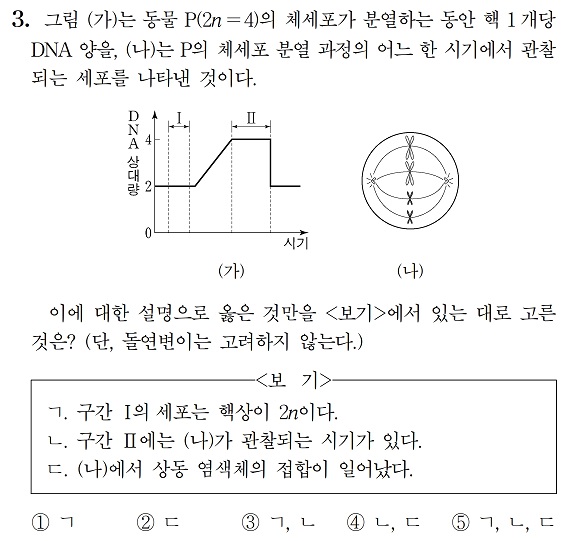 3. 그림 (가)는 동물 P(2n=4)의 체세포가 분열하는 동안 핵 1개당
DNA 양을, (나)는 P의 체세포 분열 과정의 어느 한 시기에서 관찰
되는 세포를 나타낸 것이다.
DNA 상대량
4
2
0
Ⅰ
Ⅱ
시기
(가)
(나)
이에 대한 설명으로 옳은 것만을 <보기>에서 있는 대로 고른
것은? (단, 돌연변이는 고려하지 않는다.)
<보 기>
ㄱ. 구간 Ⅰ의 세포는 핵상이 2n이다.
ㄴ. 구간 Ⅱ에는 (나)가 관찰되는 시기가 있다.
ㄷ. (나)에서 상동 염색체의 접합이 일어났다.
① ㄱ ② ㄷ ③ ㄱ, ㄴ ④ ㄴ, ㄷ ⑤ ㄱ, ㄴ, ㄷ